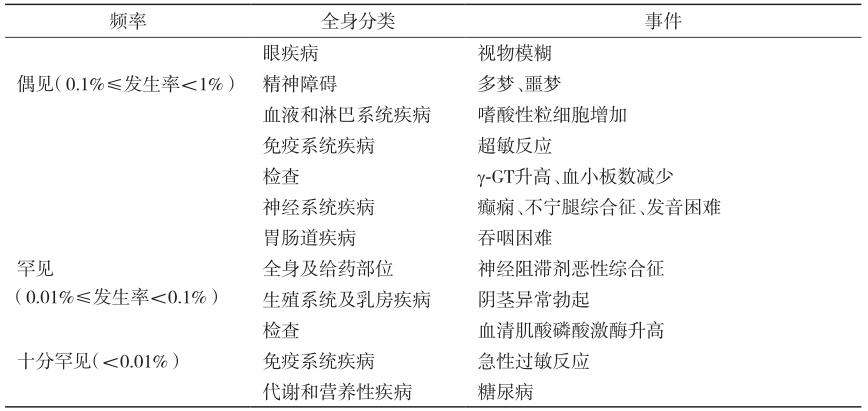 频率 全身分类 事件
眼疾病 视物模糊
偶见（0.1%≤发生率<1%） 精神障碍 多梦、噩梦
血液和淋巴系统疾病 嗜酸性粒细胞增加
免疫系统疾病 超敏反应
检查 γ-GT升高、血小板数减少
神经系统疾病 癫痫、不宁腿综合征、发音困难
胃肠道疾病 吞咽困难
罕见 全身及给药部位 神经阻滞剂恶性综合征
（0.01%≤发生率<0.1%） 生殖系统及乳房疾病 阴茎异常勃起
检查 血清肌酸磷酸激酶升高
十分罕见（<0.01%） 免疫系统疾病 急性过敏反应
代谢和营养性疾病 糖尿病